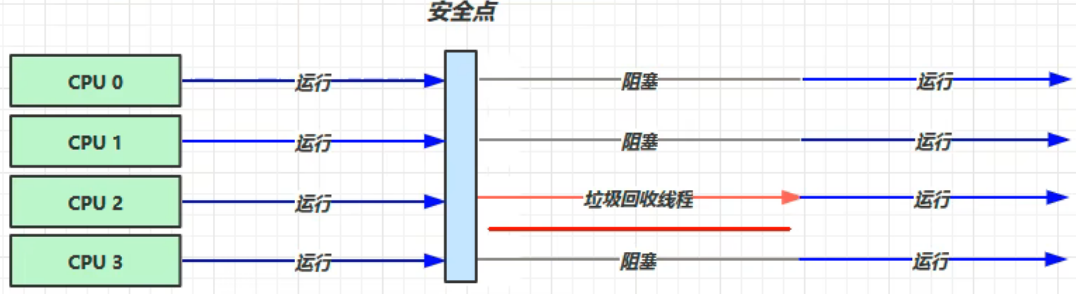 安全点
CPU 0 运行 阻塞 运行
CPU 1 运行 阻塞 运行
CPU 2 运行 垃圾回收线程 运行
CPU 3 运行 阻塞 运行